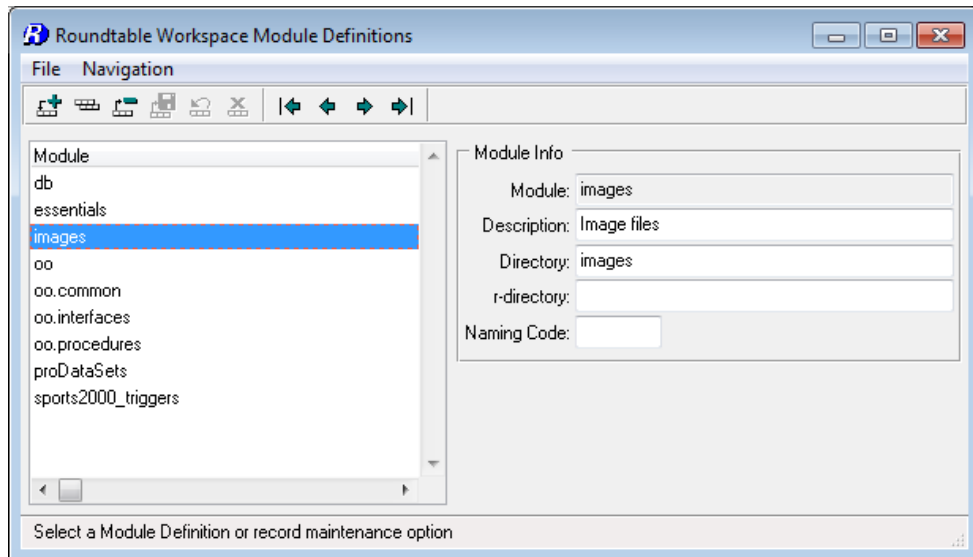 Roundtable Workspace Module Definitions
File Navigation
Module
db
essentials
images
oo
oo.common
oo.interfaces
oo.procedures
proDataSets
sports2000_triggers
Module Info
Module: images
Description: Image files
Directory: images
r-directory:
Naming Code:
Select a Module Definition or record maintenance option